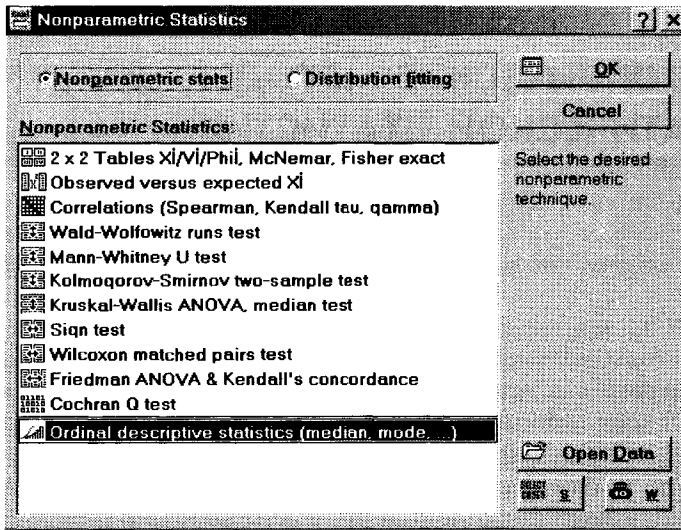 Nonparametric Statistics
? ×
Nonparametric stats
Distribution fitting
OK
Cancel
Nonparametric Statistics:
2 x 2 Tables Xİ/Vİ/Phiİ, McNemar, Fisher exact
Observed versus expected Xİ
Correlations (Spearman, Kendall tau, gamma)
Wald-Wolfowitz runs test
Mann-Whitney U test
Kolmogorov-Smirnov two-sample test
Kruskal-Wallis ANOVA, median test
Sign test
Wilcoxon matched pairs test
Friedman ANOVA & Kendall's concordance
Cochran Q test
Ordinal descriptive statistics (median, mode, ...)
Select the desired
nonparametric
technique.
Open Data
SELECT
CASES
S
W